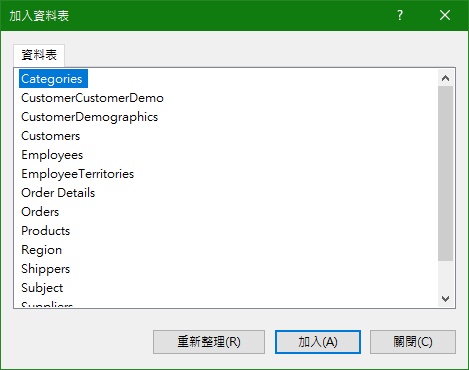 加入資料表
?
資料表
Categories
CustomerCustomerDemo
CustomerDemographics
Customers
Employees
EmployeeTerritories
Order Details
Orders
Products
Region
Shippers
Subject
Suppliers
重新整理(R)
加入(A)
關閉(C)